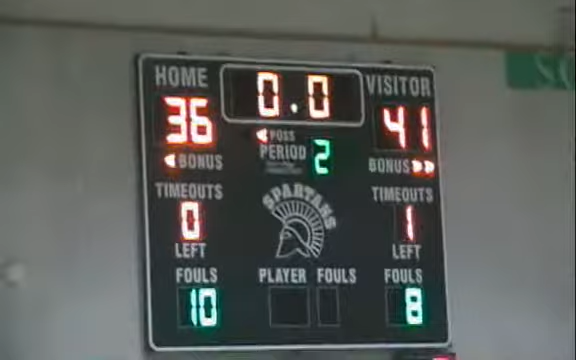 HOME 0.0 VISITOR
36 41
POSS
PERIOD 2
BONUS BONUS
TIMEOUTS TIMEOUTS
SPARTANS
0 1
LEFT LEFT
FOULS PLAYER FOULS FOULS
10 8